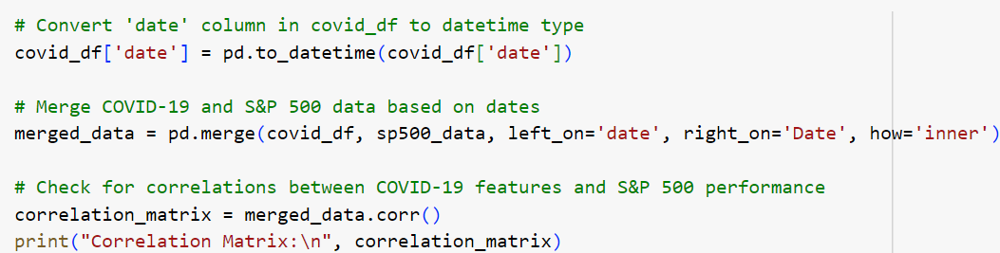 # Convert 'date' column in covid_df to datetime type
covid_df['date'] = pd.to_datetime(covid_df['date'])
# Merge COVID-19 and S&P 500 data based on dates
merged_data = pd.merge(covid_df, sp500_data, left_on='date', right_on='Date', how='inner')
# Check for correlations between COVID-19 features and S&P 500 performance
correlation_matrix = merged_data.corr()
print("Correlation Matrix:\n", correlation_matrix)